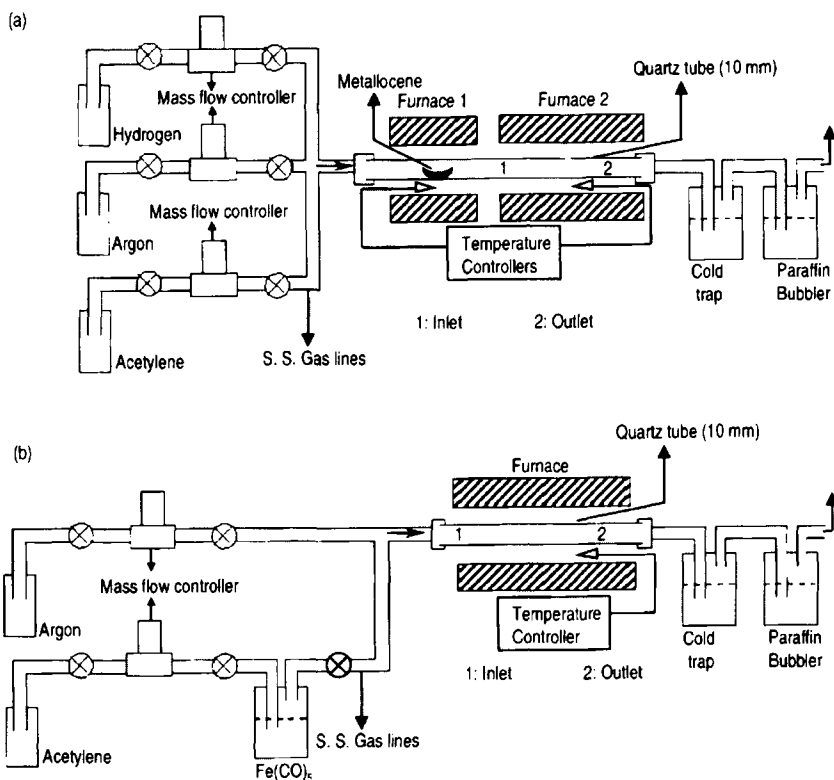 (a)
Metallocene
Furnace 1
Furnace 2
Quartz tube (10 mm)
Mass flow controller
Hydrogen
1
2
Mass flow controller
Argon
Temperature
Controllers
Cold
trap
Paraffin
Bubbler
1: Inlet
2: Outlet
Acetylene
S. S. Gas lines
(b)
Quartz tube (10 mm)
Furnace
1
2
Mass flow controller
Argon
Temperature
Controller
Cold
trap
Paraffin
Bubbler
1: Inlet
2: Outlet
Acetylene
S. S. Gas lines
Fe(CO)₅